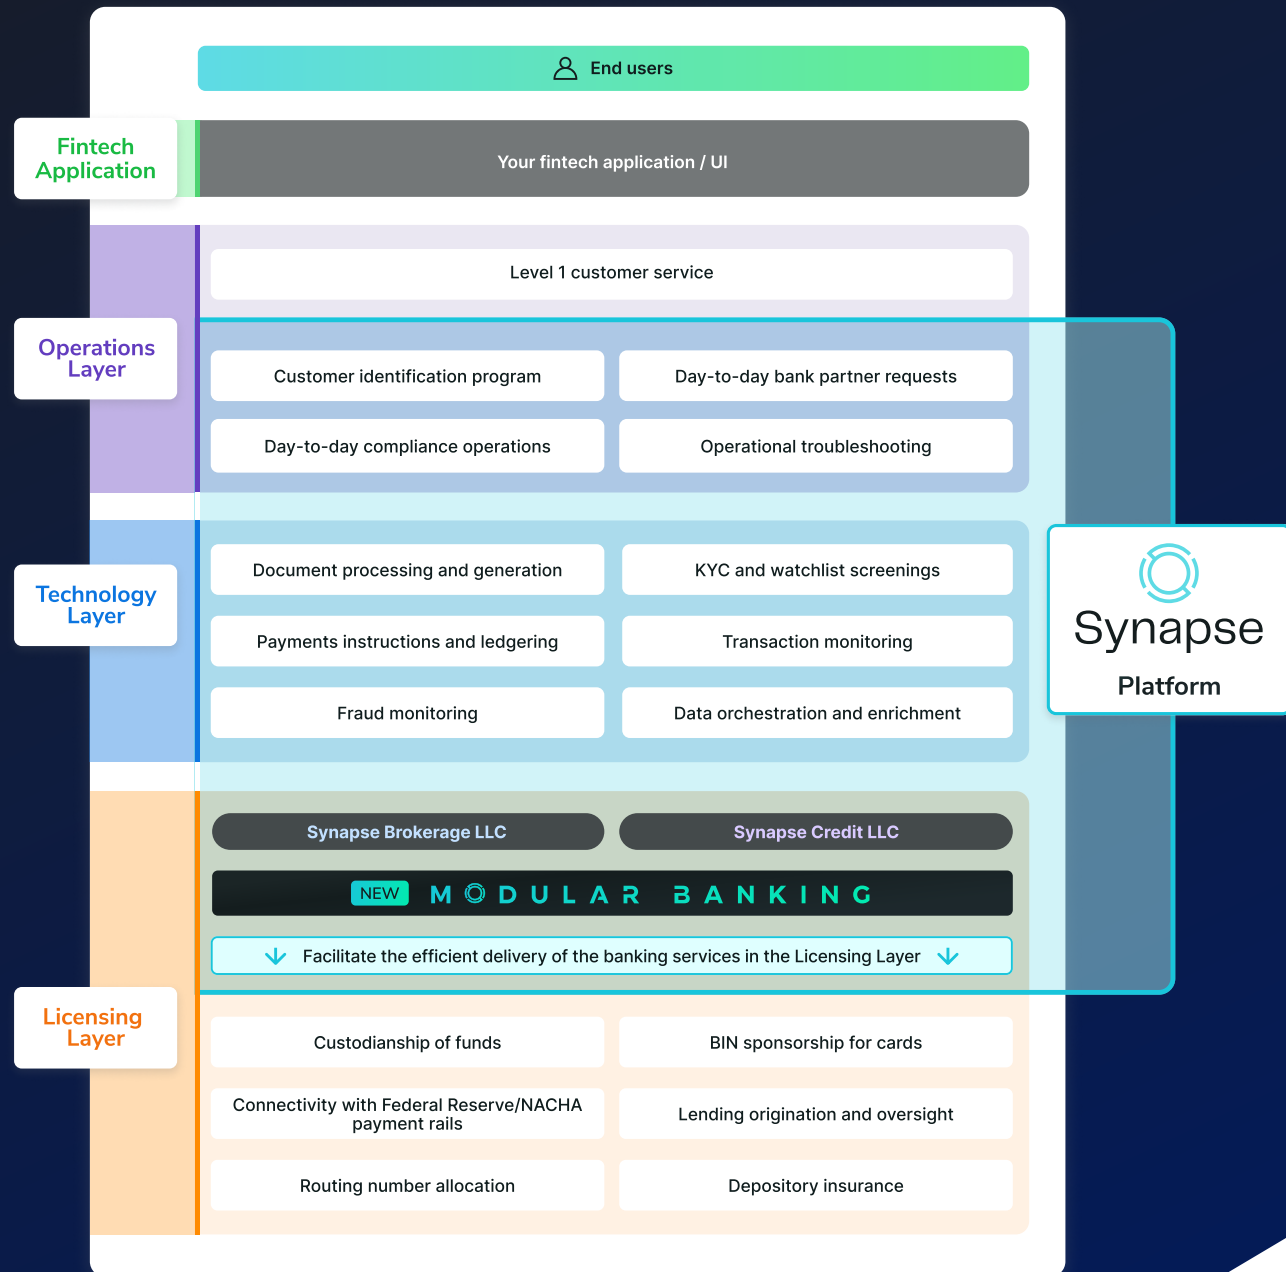 End users
Fintech
Application
Your fintech application / UI
Level 1 customer service
Operations
Layer
Customer identification program
Day-to-day bank partner requests
Day-to-day compliance operations
Operational troubleshooting
Technology
Layer
Document processing and generation
KYC and watchlist screenings
Payments instructions and ledgering
Transaction monitoring
Fraud monitoring
Data orchestration and enrichment
Synapse
Platform
Synapse Brokerage LLC
Synapse Credit LLC
NEW MODULAR BANKING
Facilitate the efficient delivery of the banking services in the Licensing Layer
Licensing
Layer
Custodianship of funds
BIN sponsorship for cards
Connectivity with Federal Reserve/NACHA
payment rails
Lending origination and oversight
Routing number allocation
Depository insurance